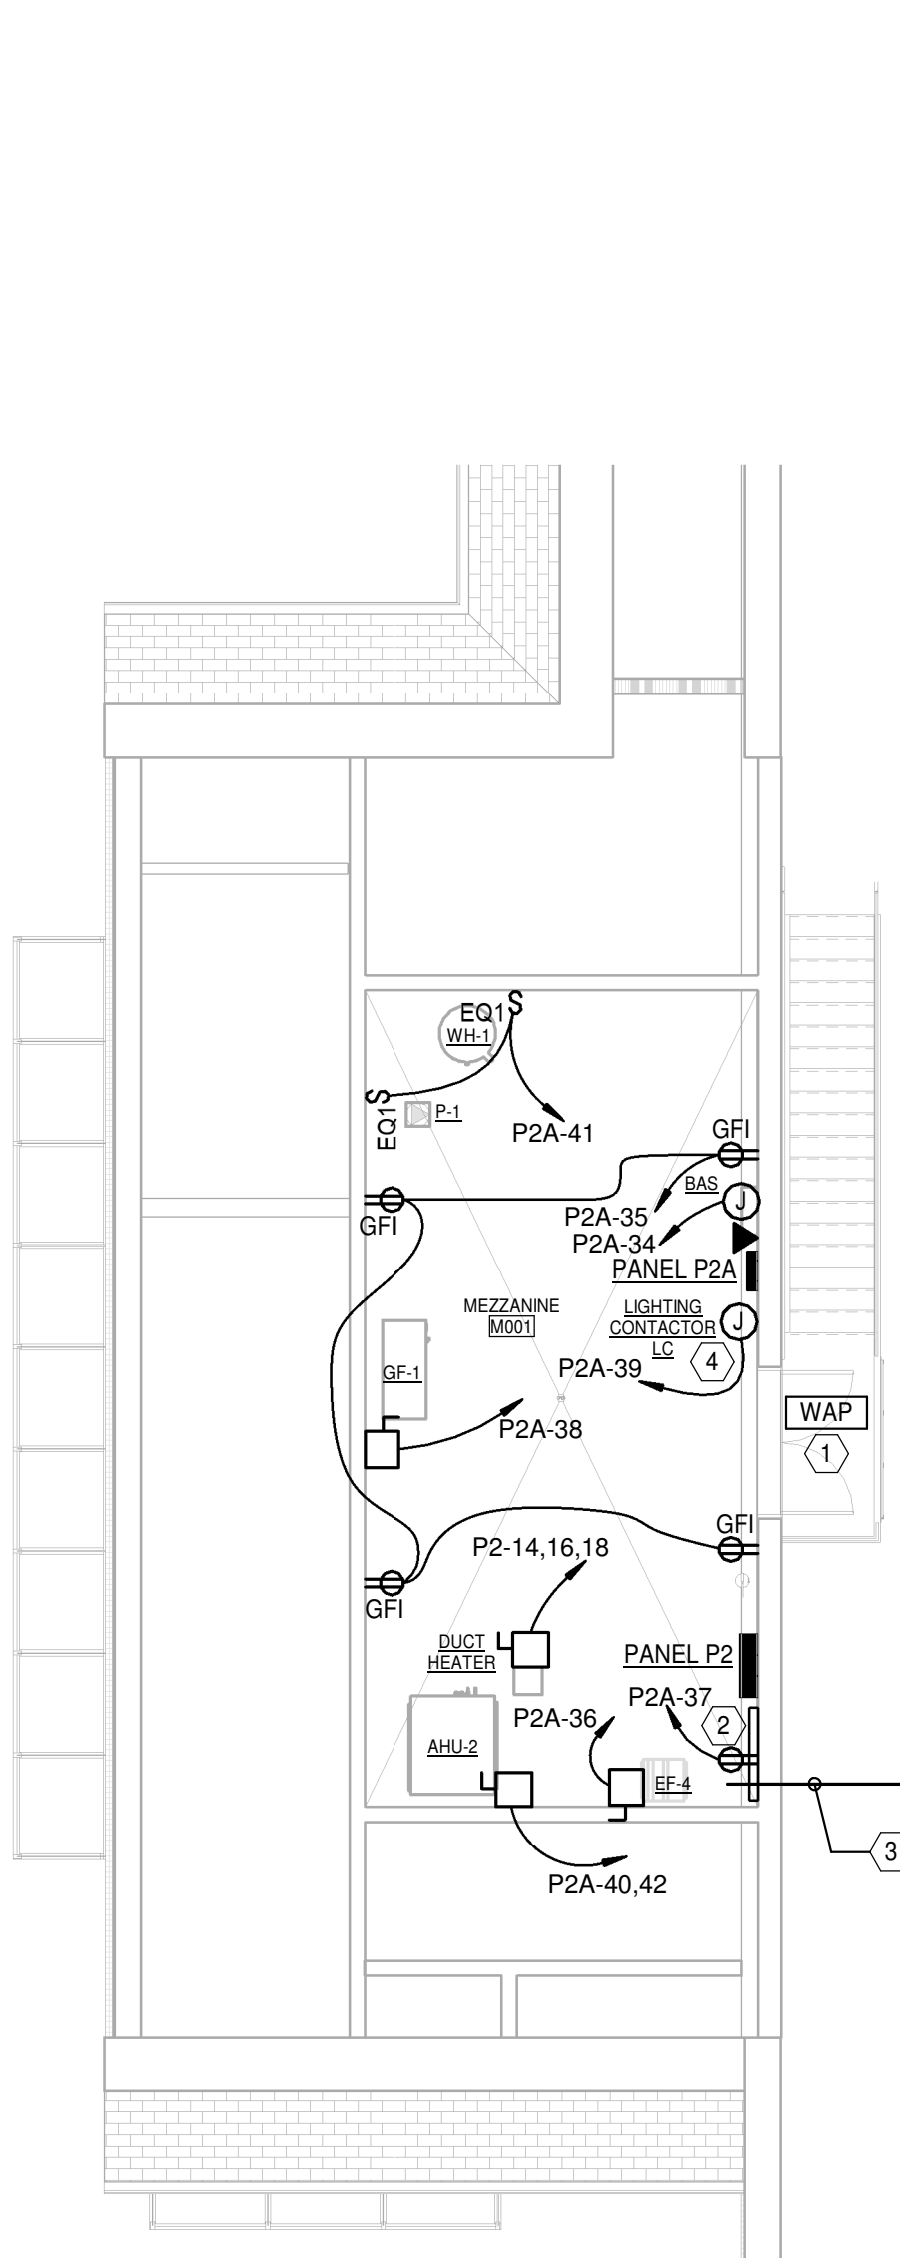 EQ1 S
WH-1
EQ1 S
P-1
P2A-41
GFI
BAS
J
GFI
P2A-35
P2A-34
PANEL P2A
MEZZANINE
M001
LIGHTING
CONTACTOR
LC
J
4
P2A-39
GF-1
P2A-38
WAP
1
GFI
P2-14,16,18
GFI
DUCT
HEATER
PANEL P2
P2A-37
2
P2A-36
AHU-2
EF-4
3
P2A-40,42